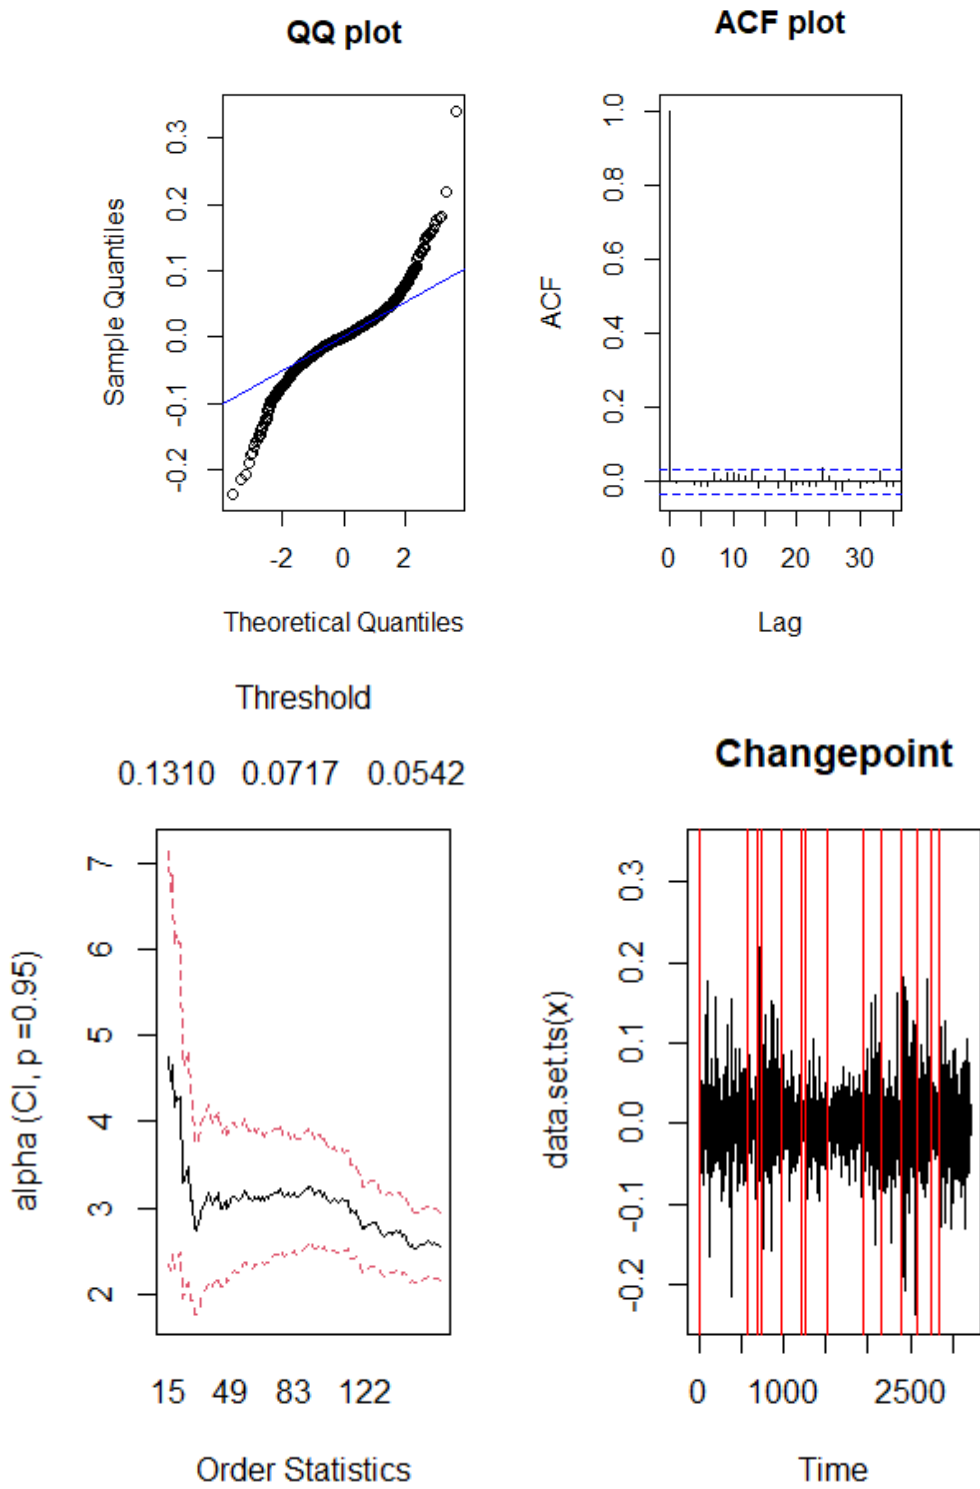 QQ plot
0.3
0.2
0.1
0.0
-0.1
-0.2
Sample Quantiles
-2 0 2
Theoretical Quantiles
ACF plot
1.0
0.8
0.6
0.4
0.2
0.0
ACF
0 10 20 30
Lag
Threshold
0.1310 0.0717 0.0542
7
6
5
4
3
2
alpha (CI, p =0.95)
15 49 83 122
Order Statistics
Changepoint
0.3
0.2
0.1
0.0
-0.1
-0.2
data.set.ts(x)
0 1000 2500
Time